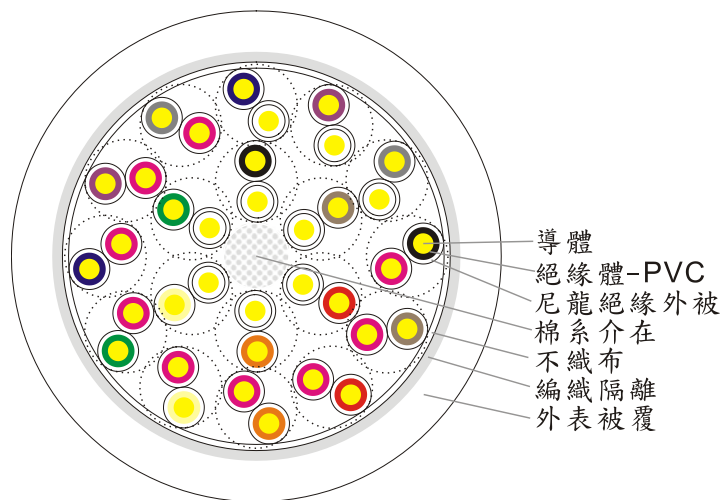 導體
絕緣體-PVC
尼龍絕緣外被
棉系介在
不織布
編織隔離
外表被覆